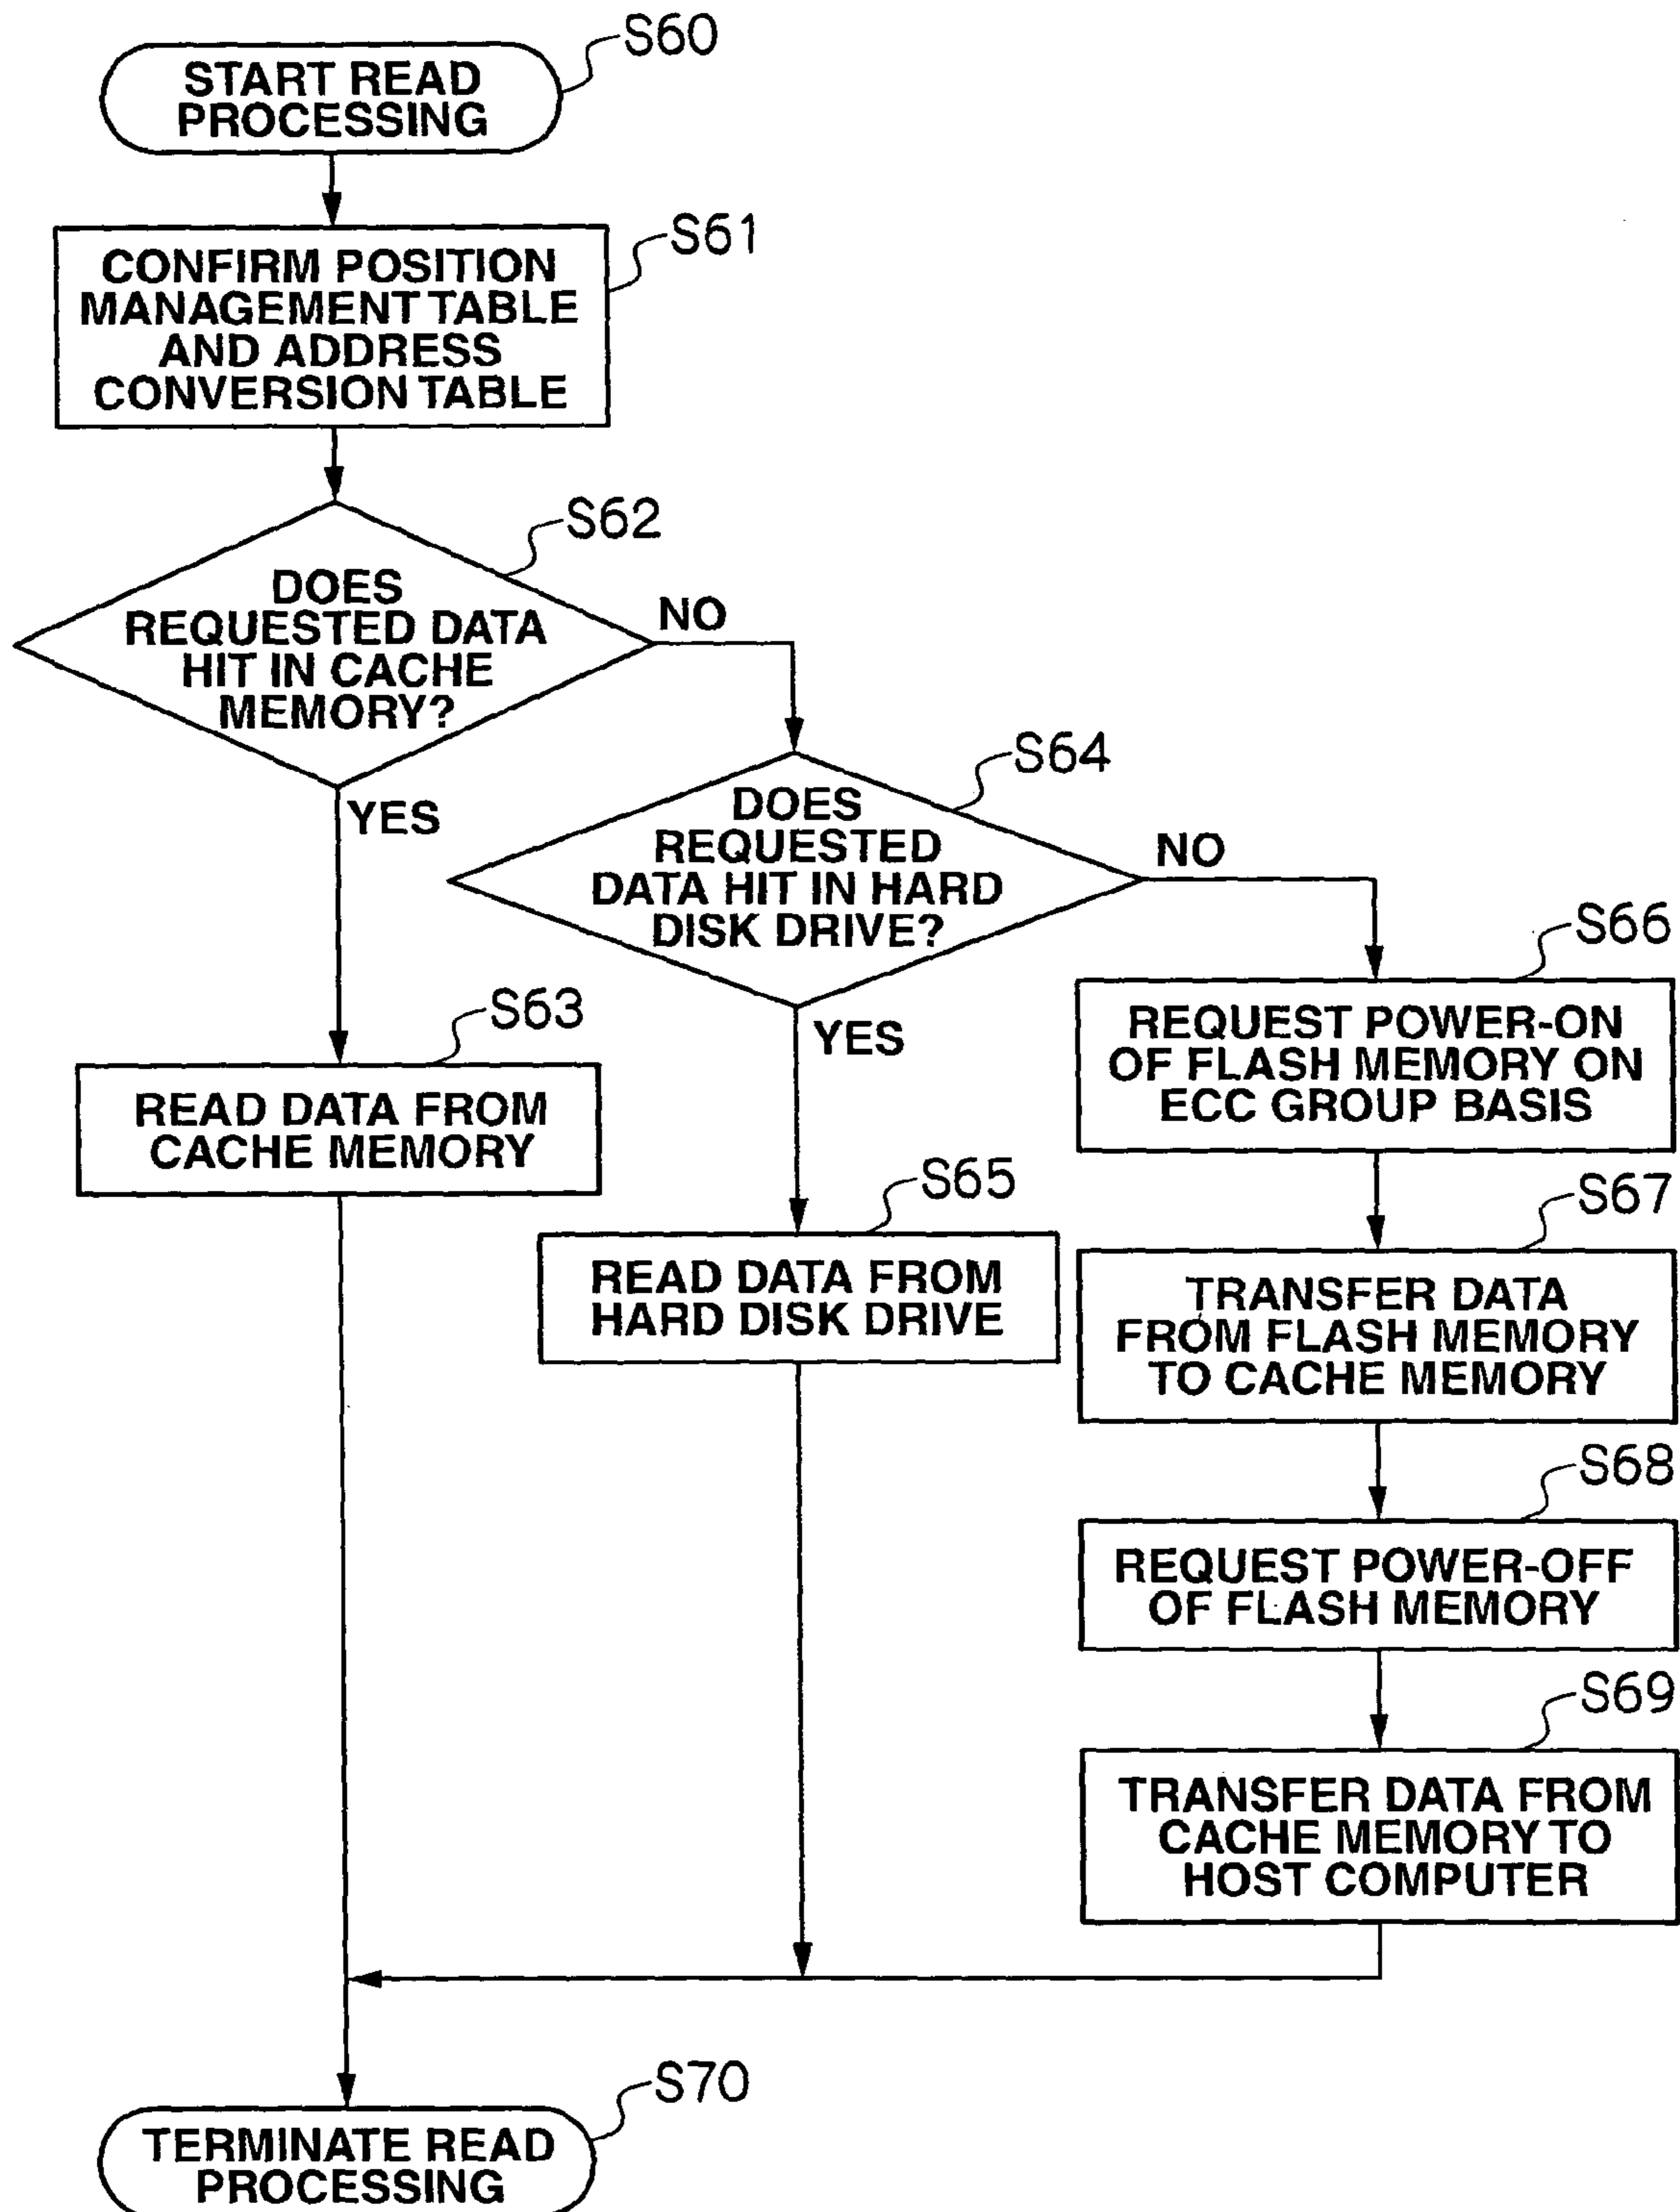 S60
START READ
PROCESSING
S61
CONFIRM POSITION
MANAGEMENT TABLE
AND ADDRESS
CONVERSION TABLE
S62
DOES
REQUESTED DATA
HIT IN CACHE
MEMORY?
NO
YES
S64
DOES
REQUESTED
DATA HIT IN HARD
DISK DRIVE?
NO
YES
S63
READ DATA FROM
CACHE MEMORY
S65
READ DATA FROM
HARD DISK DRIVE
S66
REQUEST POWER-ON
OF FLASH MEMORY ON
ECC GROUP BASIS
S67
TRANSFER DATA
FROM FLASH MEMORY
TO CACHE MEMORY
S68
REQUEST POWER-OFF
OF FLASH MEMORY
S69
TRANSFER DATA FROM
CACHE MEMORY TO
HOST COMPUTER
S70
TERMINATE READ
PROCESSING